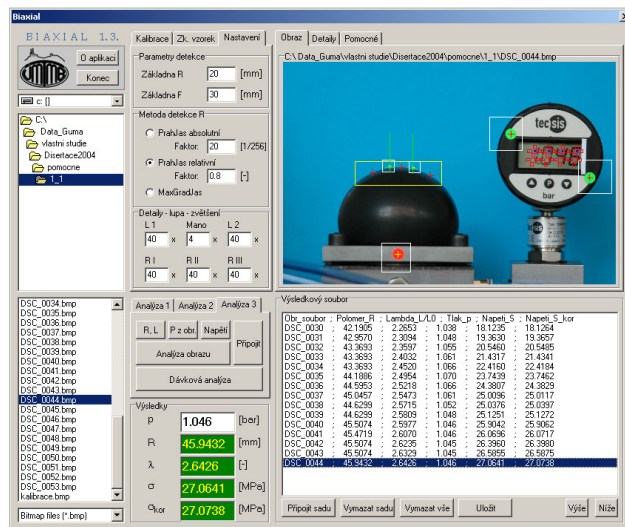 Biaxial
BIAXIAL 1.3.
O aplikaci
Konec
c: []
C:\
Data_Guma
vlastni studie
Disertace2004
pomocne
1_1
Kalibrace Zk. vzorek Nastavení
Parametry detekce
Základna R 20 [mm]
Základna F 30 [mm]
Metoda detekce R
PrahJas absolutní
Faktor: 20 [1/256]
PrahJas relativní
Faktor: 0.8 [-]
MaxGradJas
Detaily - lupa - zvětšení
L 1 Mano L 2
40 x 4 x 40 x
R I R II R III
40 x 40 x 40 x
Obraz Detaily Pomocné
C:\ Data_Guma\vlastni studie\Disertace2004\pomocne\1_1\DSC_0044.bmp
tecsis
bar
tecsis
DSC_0034.bmp
DSC_0035.bmp
DSC_0036.bmp
DSC_0037.bmp
DSC_0038.bmp
DSC_0039.bmp
DSC_0040.bmp
DSC_0041.bmp
DSC_0042.bmp
DSC_0043.bmp
DSC_0044.bmp
DSC_0045.bmp
DSC_0046.bmp
DSC_0047.bmp
DSC_0048.bmp
DSC_0049.bmp
DSC_0050.bmp
DSC_0051.bmp
DSC_0052.bmp
DSC_0053.bmp
kalibrace.bmp
Bitmap files (*.bmp)
Analýza 1 Analýza 2 Analýza 3
R, L P z obr. Napětí Připojit
Analýza obrazu
Dávková analýza
Výsledky
p 1.046 [bar]
R 45.9432 [mm]
λ 2.6426 [-]
σ 27.0641 [MPa]
σkor 27.0738 [MPa]
Výsledkový soubor
Obr_soubor ; Polomer_R ; Lambda_L/L0 ; Tlak_p ; Napeti_S ; Napeti_S_kor
DSC_0030 ; 42.1905 ; 2.2653 ; 1.038 ; 18.1235 ; 18.1264
DSC_0031 ; 42.9570 ; 2.3094 ; 1.048 ; 19.3630 ; 19.3657
DSC_0032 ; 43.3693 ; 2.3597 ; 1.055 ; 20.5460 ; 20.5485
DSC_0033 ; 43.3693 ; 2.4032 ; 1.061 ; 21.4317 ; 21.4341
DSC_0034 ; 43.3693 ; 2.4520 ; 1.066 ; 22.4160 ; 22.4184
DSC_0035 ; 44.1886 ; 2.4954 ; 1.070 ; 23.7439 ; 23.7462
DSC_0036 ; 44.5953 ; 2.5218 ; 1.066 ; 24.3807 ; 24.3829
DSC_0037 ; 45.0457 ; 2.5473 ; 1.061 ; 25.0096 ; 25.0117
DSC_0038 ; 44.6299 ; 2.5715 ; 1.052 ; 25.0376 ; 25.0397
DSC_0039 ; 44.6299 ; 2.5809 ; 1.048 ; 25.1251 ; 25.1272
DSC_0040 ; 45.5074 ; 2.5977 ; 1.046 ; 25.9042 ; 25.9062
DSC_0041 ; 45.4719 ; 2.6070 ; 1.046 ; 26.0696 ; 26.0717
DSC_0042 ; 45.5074 ; 2.6235 ; 1.045 ; 26.3960 ; 26.3980
DSC_0043 ; 45.5074 ; 2.6329 ; 1.045 ; 26.5855 ; 26.5875
DSC_0044 ; 45.9432 ; 2.6426 ; 1.046 ; 27.0641 ; 27.0738
Připojit sadu Vymazat sadu Vymazat vše Uložit Výše Níže